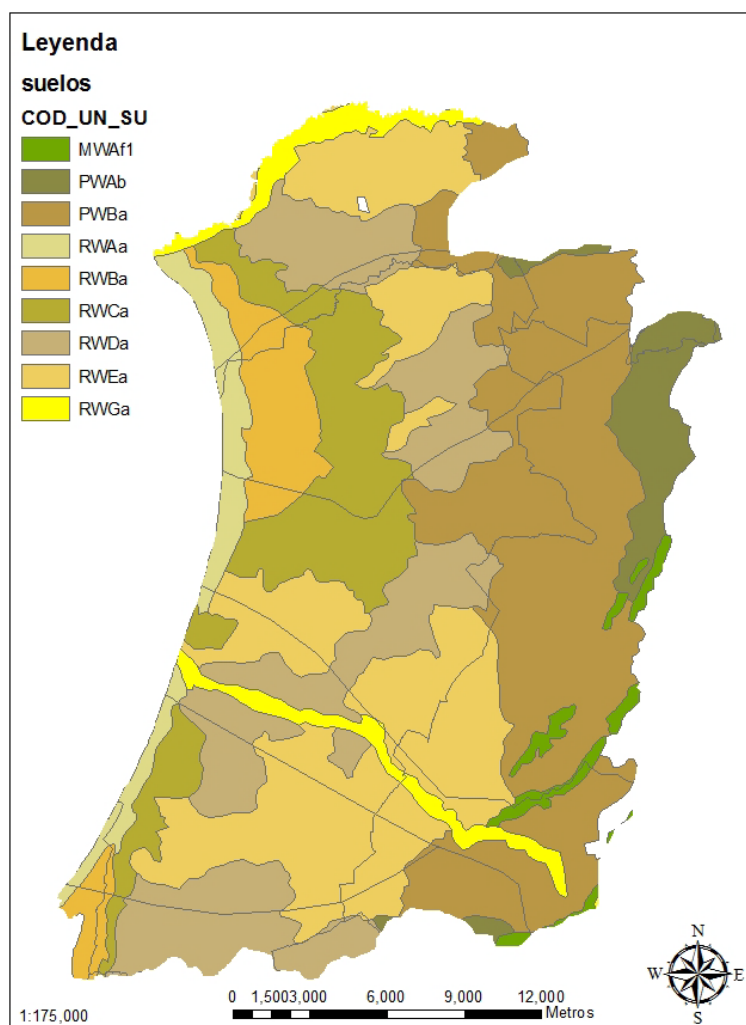 Leyenda
suelos
COD_UN_SU
MWAf1
PWAb
PWBa
RWAa
RWBa
RWCa
RWDa
RWEa
RWGa
N
W E
S
1:175,000
0 1,5003,000 6,000 9,000 12,000
Metros